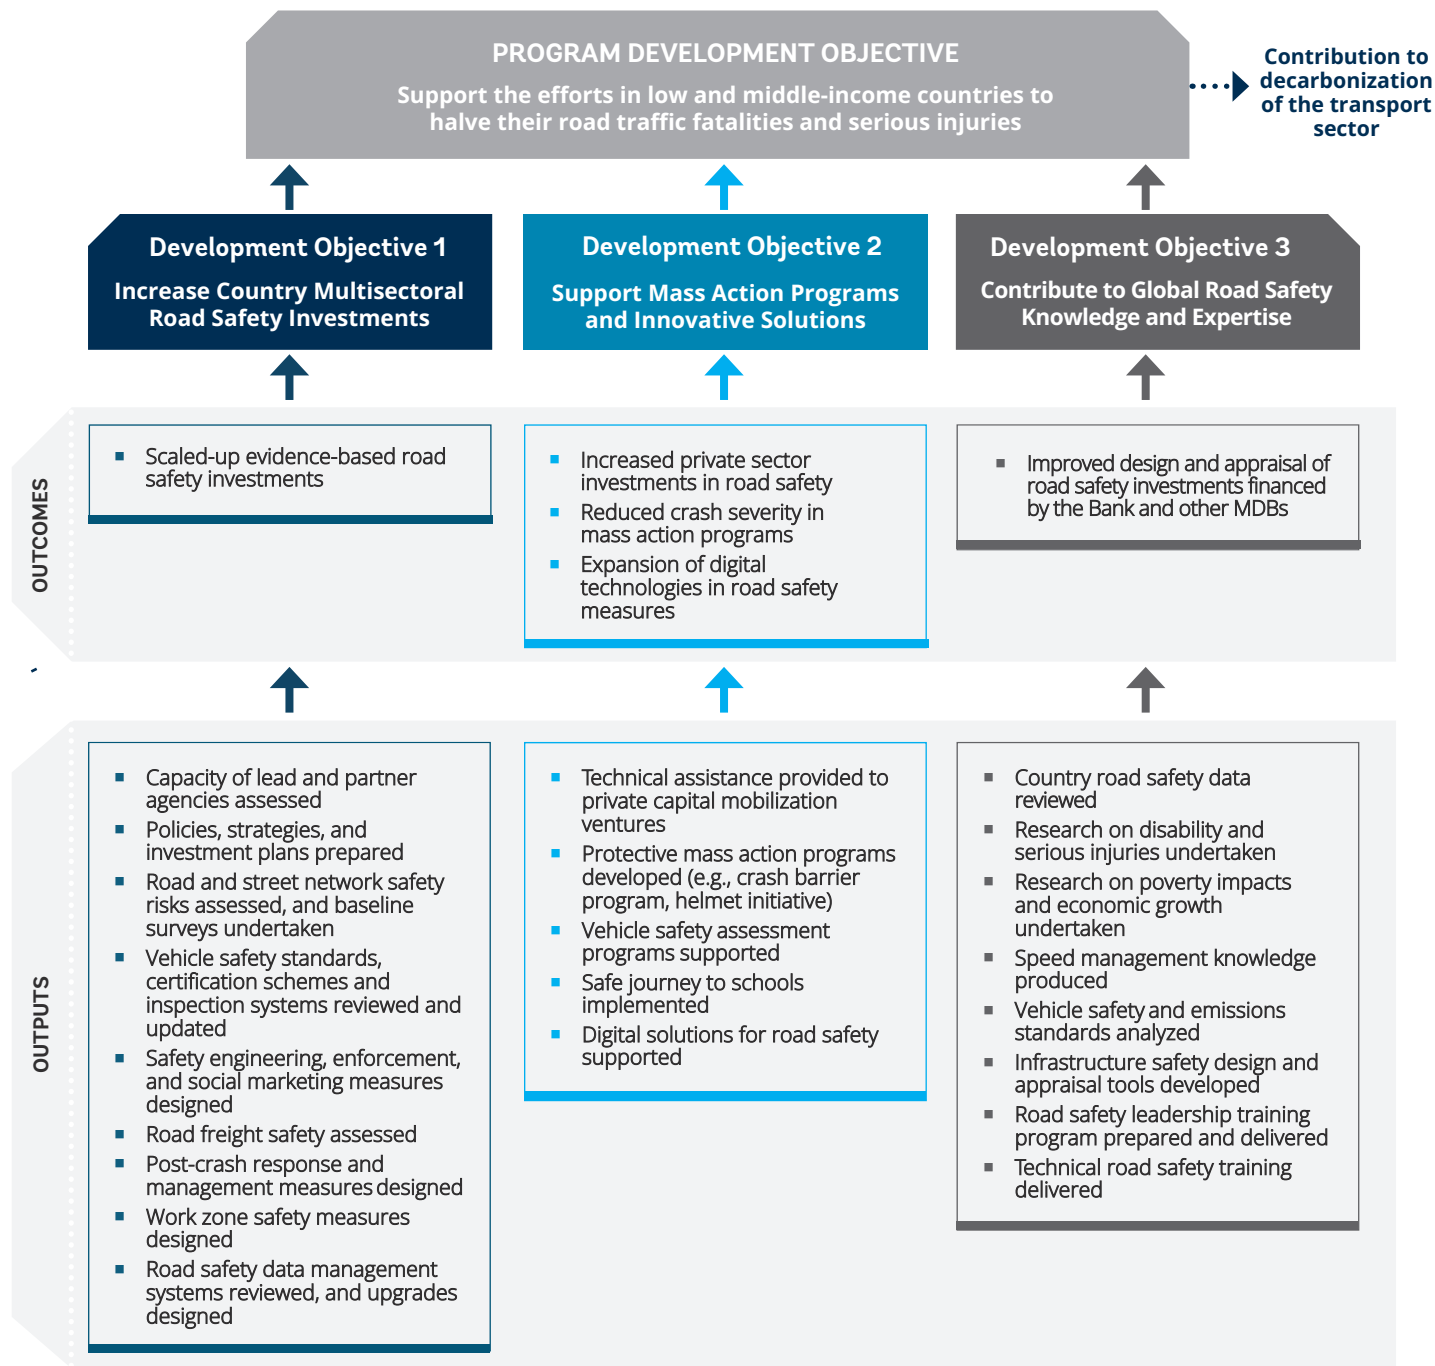 PROGRAM DEVELOPMENT OBJECTIVE
Support the efforts in low and middle-income countries to
halve their road traffic fatalities and serious injuries
Contribution to
decarbonization
of the transport
sector
Development Objective 1
Increase Country Multisectoral
Road Safety Investments
Development Objective 2
Support Mass Action Programs
and Innovative Solutions
Development Objective 3
Contribute to Global Road Safety
Knowledge and Expertise
OUTCOMES
Scaled-up evidence-based road
safety investments
Increased private sector
investments in road safety
Reduced crash severity in
mass action programs
Expansion of digital
technologies in road safety
measures
Improved design and appraisal of
road safety investments financed
by the Bank and other MDBs
OUTPUTS
Capacity of lead and partner
agencies assessed
Policies, strategies, and
investment plans prepared
Road and street network safety
risks assessed, and baseline
surveys undertaken
Vehicle safety standards,
certification schemes and
inspection systems reviewed and
updated
Safety engineering, enforcement,
and social marketing measures
designed
Road freight safety assessed
Post-crash response and
management measures designed
Work zone safety measures
designed
Road safety data management
systems reviewed, and upgrades
designed
Technical assistance provided to
private capital mobilization
ventures
Protective mass action programs
developed (e.g., crash barrier
program, helmet initiative)
Vehicle safety assessment
programs supported
Safe journey to schools
implemented
Digital solutions for road safety
supported
Country road safety data
reviewed
Research on disability and
serious injuries undertaken
Research on poverty impacts
and economic growth
undertaken
Speed management knowledge
produced
Vehicle safety and emissions
standards analyzed
Infrastructure safety design and
appraisal tools developed
Road safety leadership training
program prepared and delivered
Technical road safety training
delivered